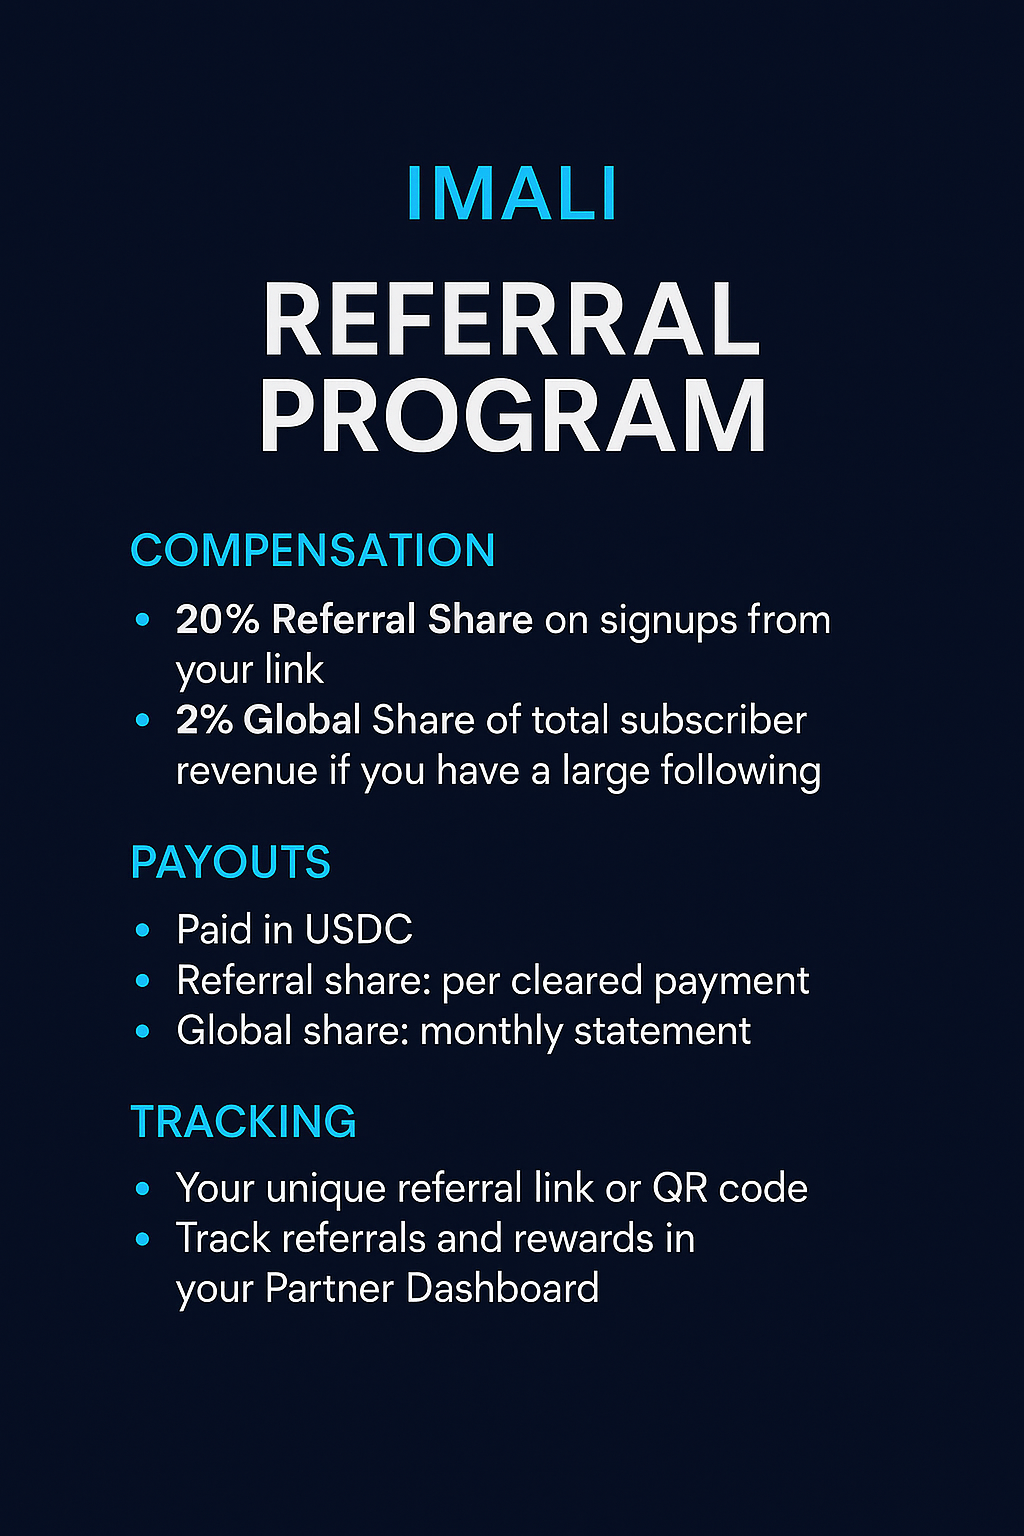 IMALI
REFERRAL
PROGRAM
COMPENSATION
• 20% Referral Share on signups from
your link
• 2% Global Share of total subscriber
revenue if you have a large following
PAYOUTS
• Paid in USDC
• Referral share: per cleared payment
• Global share: monthly statement
TRACKING
• Your unique referral link or QR code
• Track referrals and rewards in
your Partner Dashboard